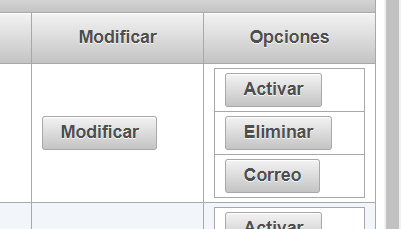 Modificar Opciones
Activar
Modificar Eliminar
Correo
Activar